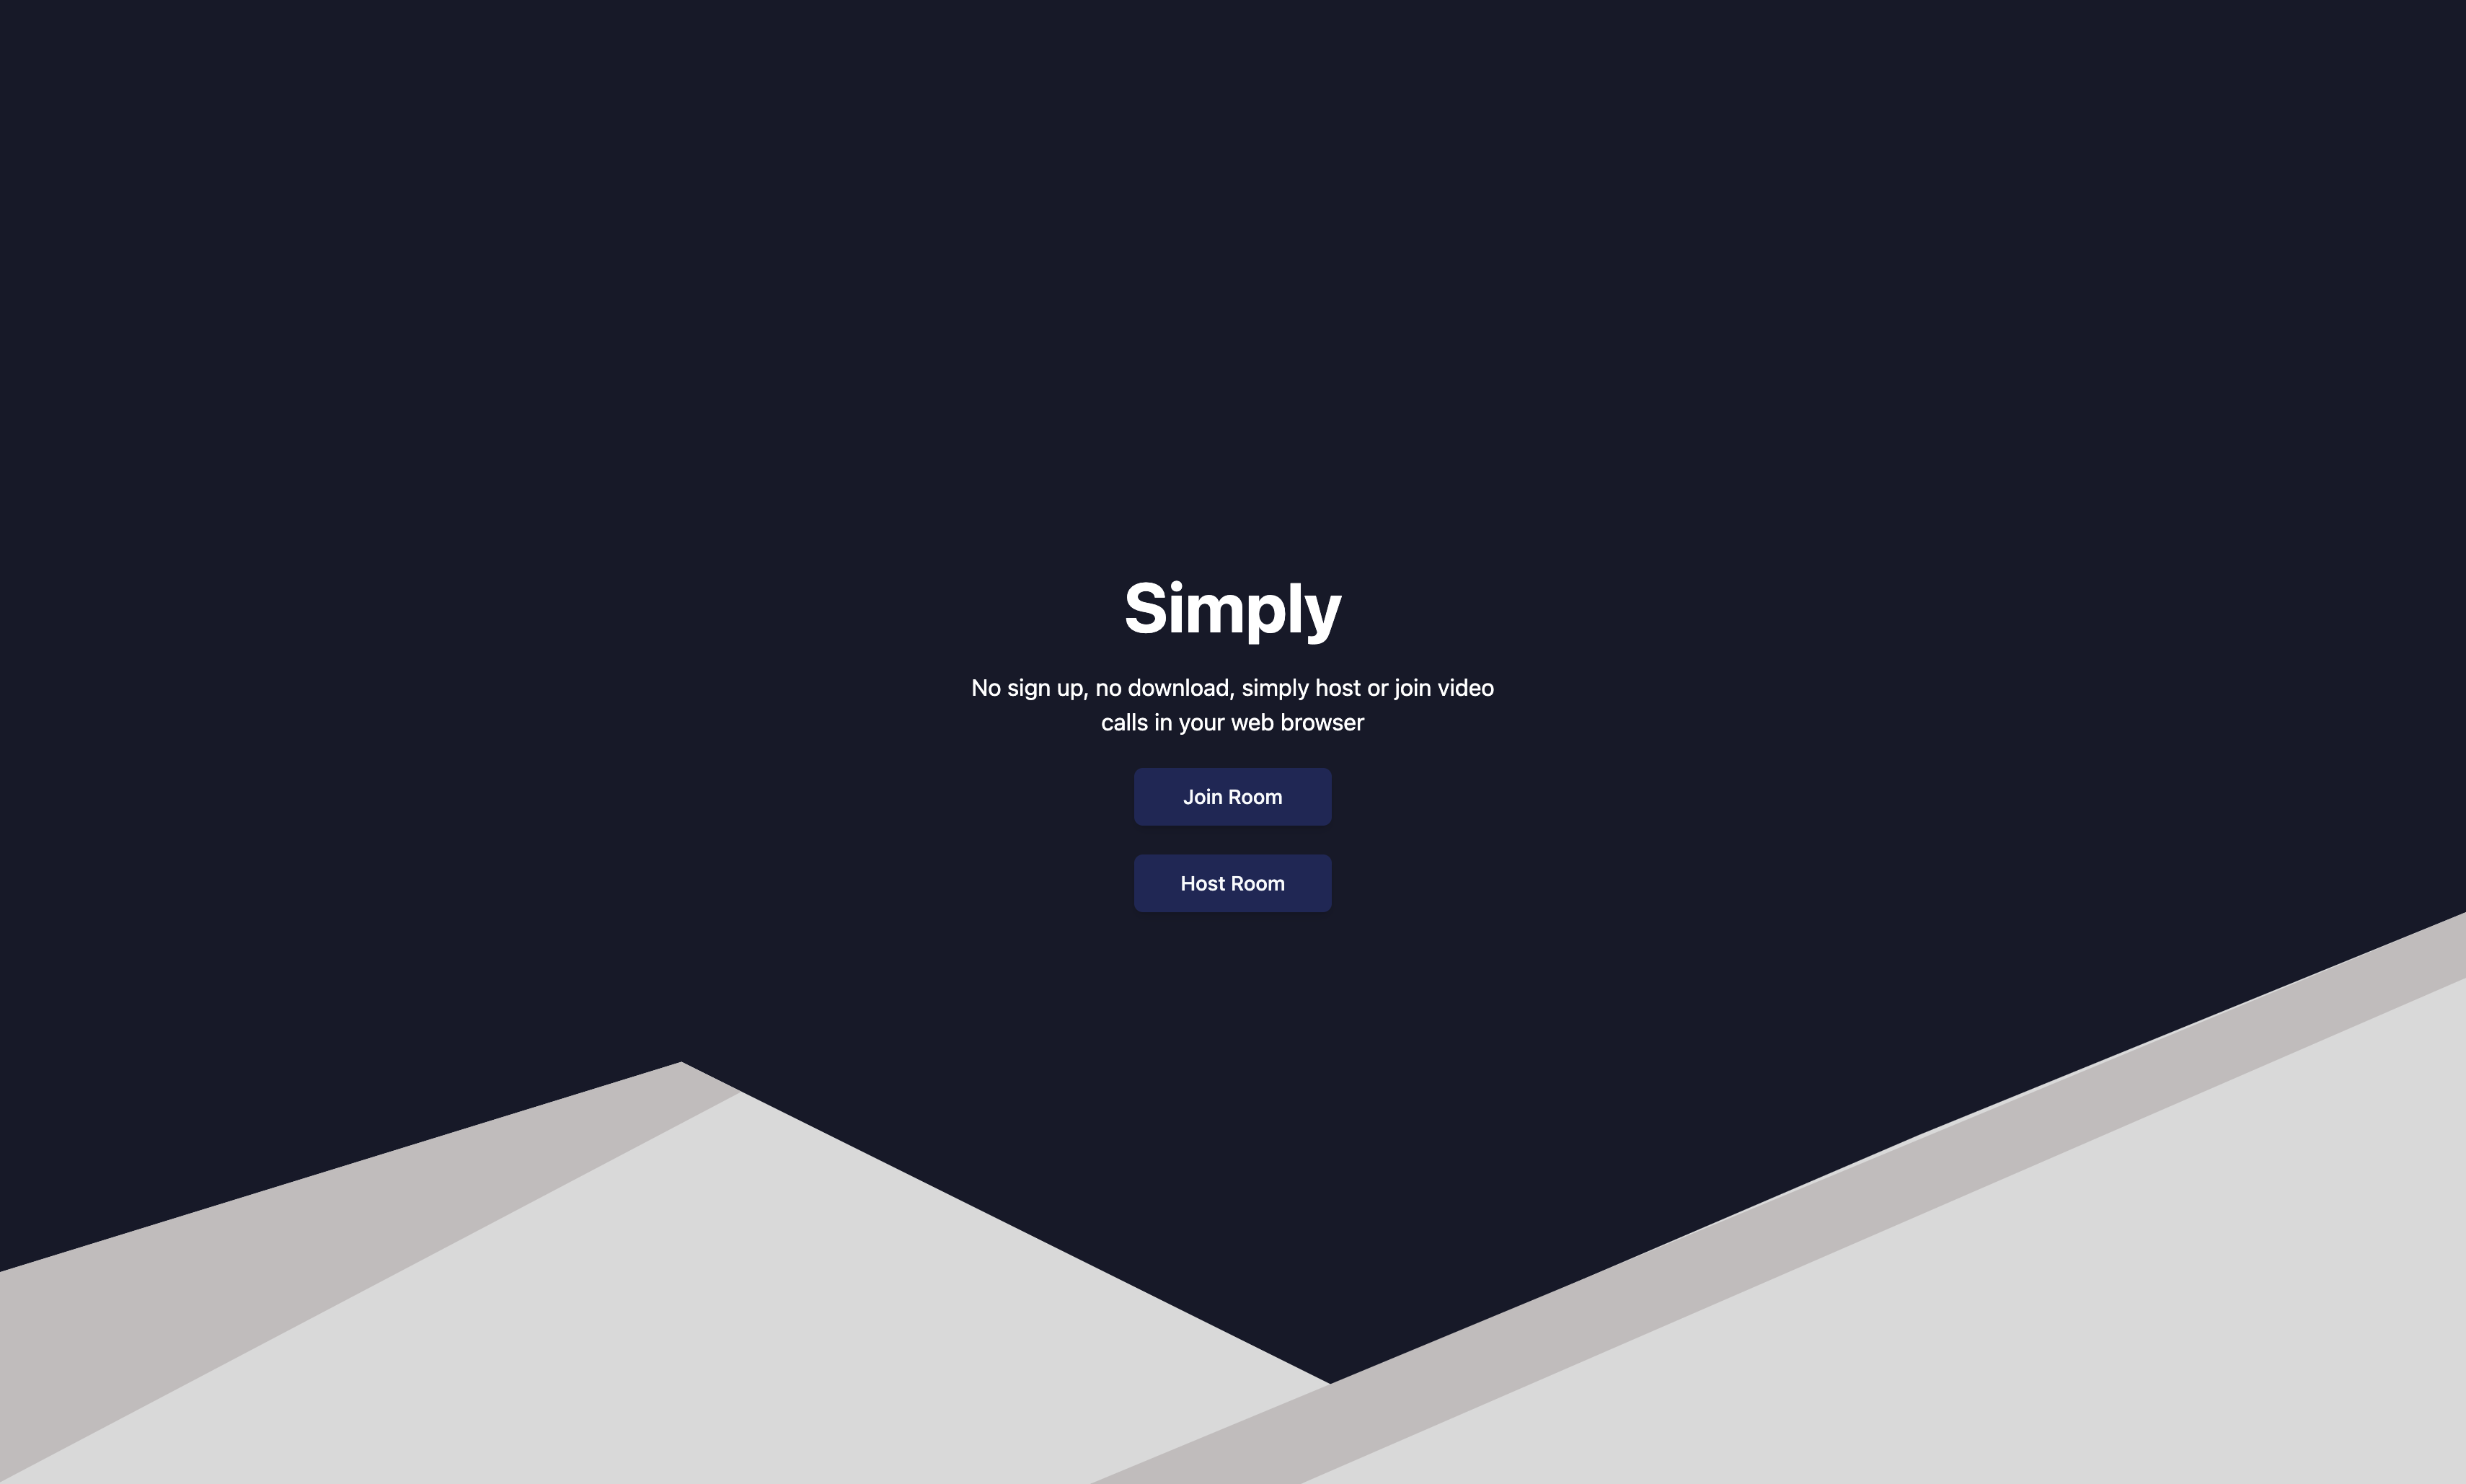 Simply
No sign up, no download, simply host or join video
calls in your web browser
Join Room
Host Room